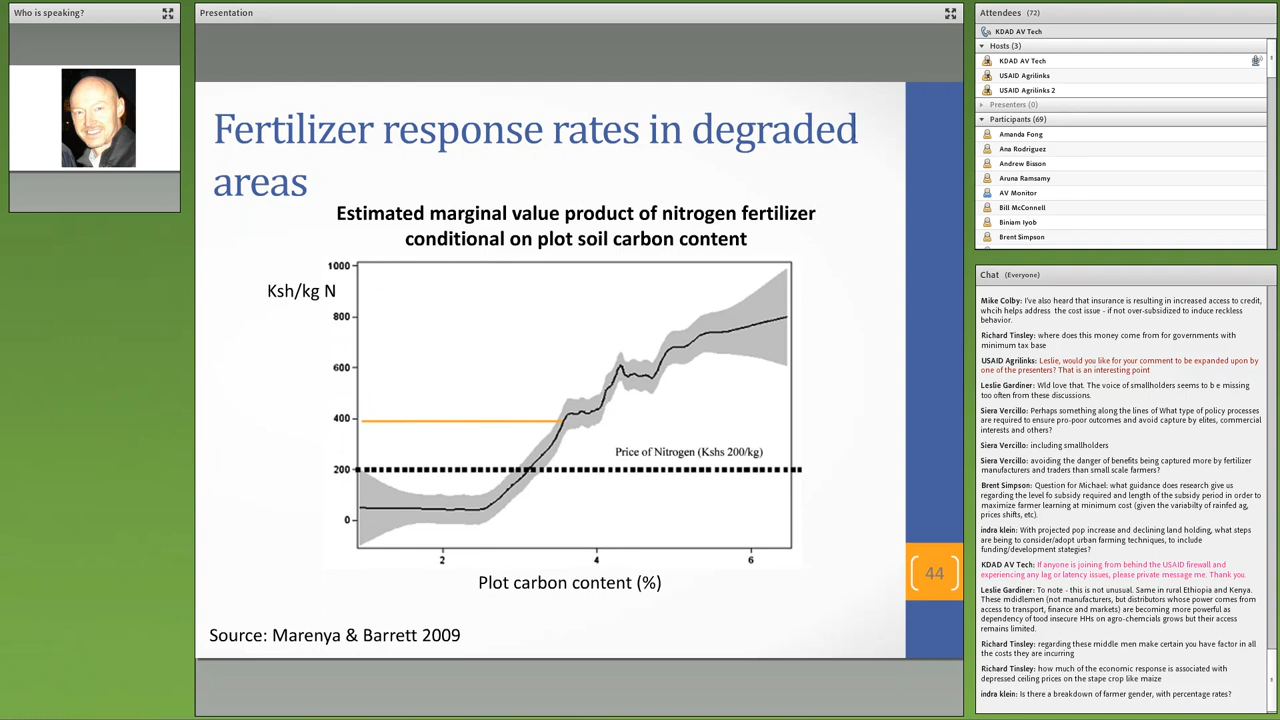 Who is speaking?
Presentation
Fertilizer response rates in degraded
areas
Estimated marginal value product of nitrogen fertilizer
conditional on plot soil carbon content
Ksh/kg N
1000
800
600
400
200
0
Price of Nitrogen (Kshs 200/kg)
2
4
6
Plot carbon content (%)
44
Source: Marenya & Barrett 2009
Attendees (72)
KDAD AV Tech
Hosts (3)
KDAD AV Tech
USAID Agrilinks
USAID Agrilinks 2
Presenters (0)
Participants (69)
Amanda Fong
Ana Rodriguez
Andrew Bisson
Aruna Ramsamy
AV Monitor
Bill McConnell
Biniam Iyob
Brent Simpson
Chat (Everyone)
Mike Colby: I've also heard that insurance is resulting in increased access to credit,
whcih helps address the cost issue - if not over-subsidized to induce reckless
behavior.
Richard Tinsley: where does this money come from for governments with
minimum tax base
USAID Agrilinks: Leslie, would you like for your comment to be expanded upon by
one of the presenters? That is an interesting point
Leslie Gardner: Wld love that. The voice of smallholders seems to b e missing
too often from these discussions.
Siera Vercillo: Perhaps something along the lines of What type of policy processes
are required to ensure pro-poor outcomes and avoid capture by elites, commercial
interests and others?
Siera Vercillo: including smallholders
Siera Vercillo: avoiding the danger of benefits being captured more by fertilizer
manufacturers and traders than small scale farmers?
Brent Simpson: Question for Michael: what guidance does research give us
regarding the level fo subsidy required and length of the subsidy period in order to
maximize farmer learning at minimum cost (given the variabilty of rainfed ag,
prices shifts, etc).
indra klein: With projected pop increase and declining land holding, what steps
are being to consider/adopt urban farming techniques, to include
funding/development stategies?
KDAD AV Tech: If anyone is joining from behind the USAID firewall and
experiencing any lag or latency issues, please private message me. Thank you.
Leslie Gardner: To note - this is not unusual. Same in rural Ethiopia and Kenya.
These mdidlemen (not manufacturers, but distributors whose power comes from
access to transport, finance and markets) are becoming more powerful as
dependency of food insecure HHs on agro-chemcials grows but their access
remains limited.
Richard Tinsley: regarding these middle men make certain you have factor in all
the costs they are incurring
Richard Tinsley: how much of the economic response is associated with
depressed ceiling prices on the stape crop like maize
indra klein: Is there a breakdown of farmer gender, with percentage rates?